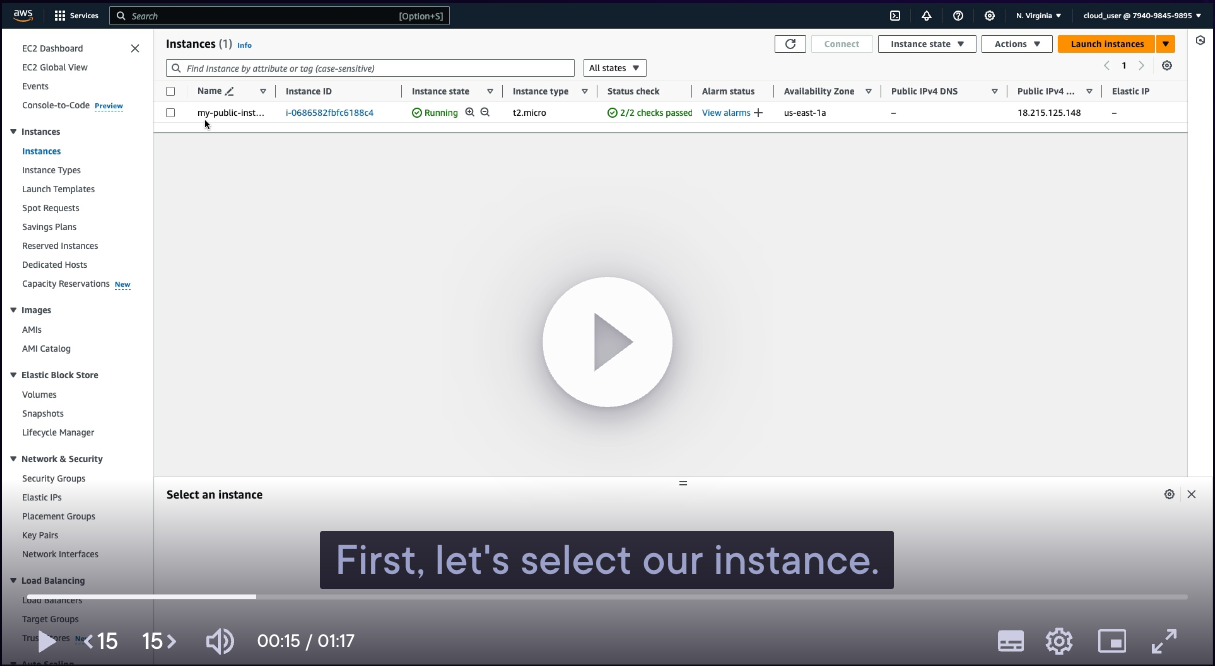 aws Services Search [Option+S] N. Virginia cloud_user @ 7940-9845-9895
EC2 Dashboard
EC2 Global View
Events
Console-to-Code Preview
Instances
Instances
Instance Types
Launch Templates
Spot Requests
Savings Plans
Reserved Instances
Dedicated Hosts
Capacity Reservations New
Images
AMIs
AMI Catalog
Elastic Block Store
Volumes
Snapshots
Lifecycle Manager
Network & Security
Security Groups
Elastic IPs
Placement Groups
Key Pairs
Network Interfaces
Load Balancing
Load Balancers
Target Groups
Instances (1) Info Connect Instance state Actions Launch instances
Find Instance by attribute or tag (case-sensitive) All states 1
Name Instance ID Instance state Instance type Status check Alarm status Availability Zone Public IPv4 DNS Public IPv4 ... Elastic IP
my-public-inst... i-0686582fbfc6188c4 Running t2.micro 2/2 checks passed View alarms + us-east-1a – 18.215.125.148 –
Select an instance
First, let's select our instance.
<15 15> 00:15 / 01:17